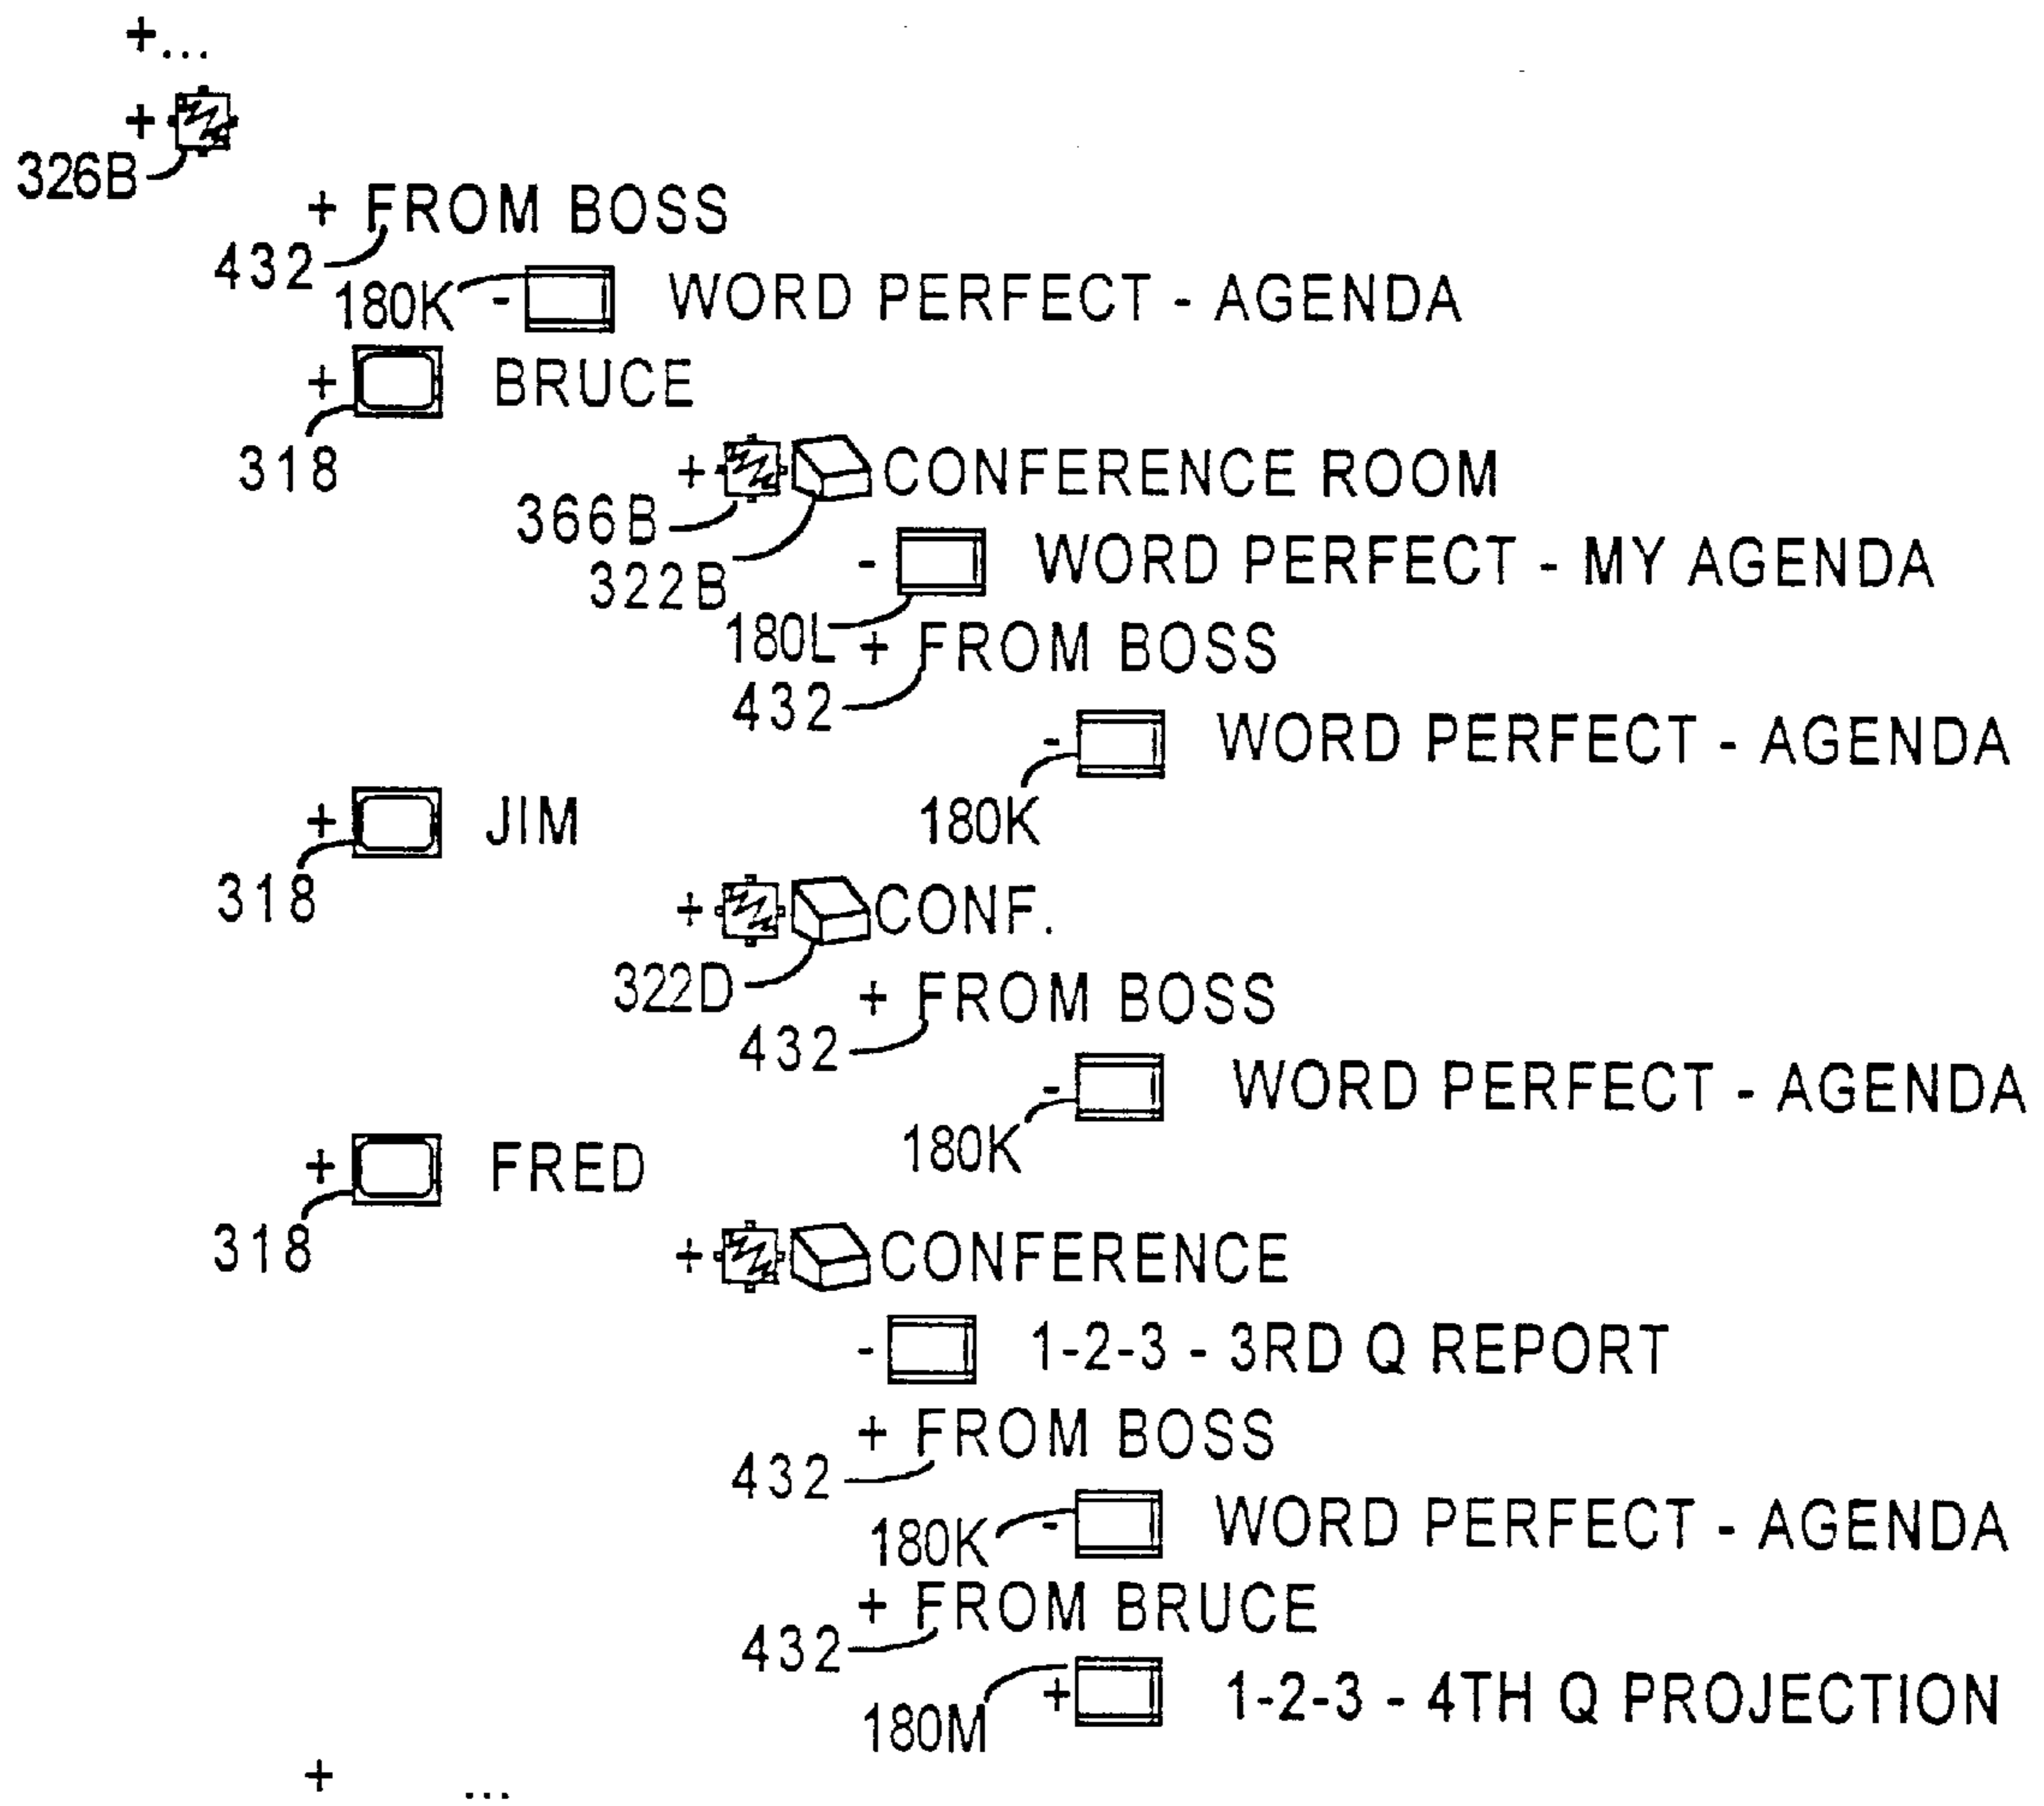 +...
+
326B
+ FROM BOSS
432
180K - WORD PERFECT - AGENDA
+ BRUCE
318
+ CONFERENCE ROOM
366B
322B
- WORD PERFECT - MY AGENDA
180L
+ FROM BOSS
432
- WORD PERFECT - AGENDA
180K
+ JIM
318
+ CONF.
322D
+ FROM BOSS
432
- WORD PERFECT - AGENDA
180K
+ FRED
318
+ CONFERENCE
- 1-2-3 - 3RD Q REPORT
+ FROM BOSS
432
180K - WORD PERFECT - AGENDA
+ FROM BRUCE
432
180M + 1-2-3 - 4TH Q PROJECTION
+ ...